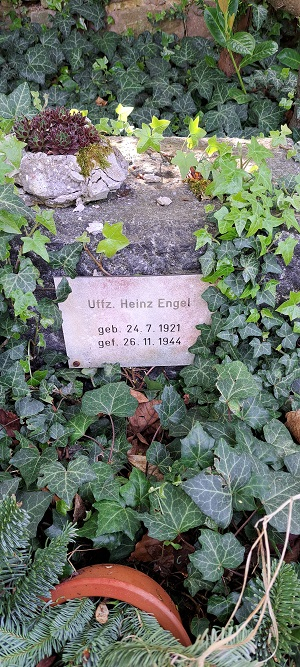 Uffz. Heinz Engel
geb. 24.7.1921
gef. 26.11.1944